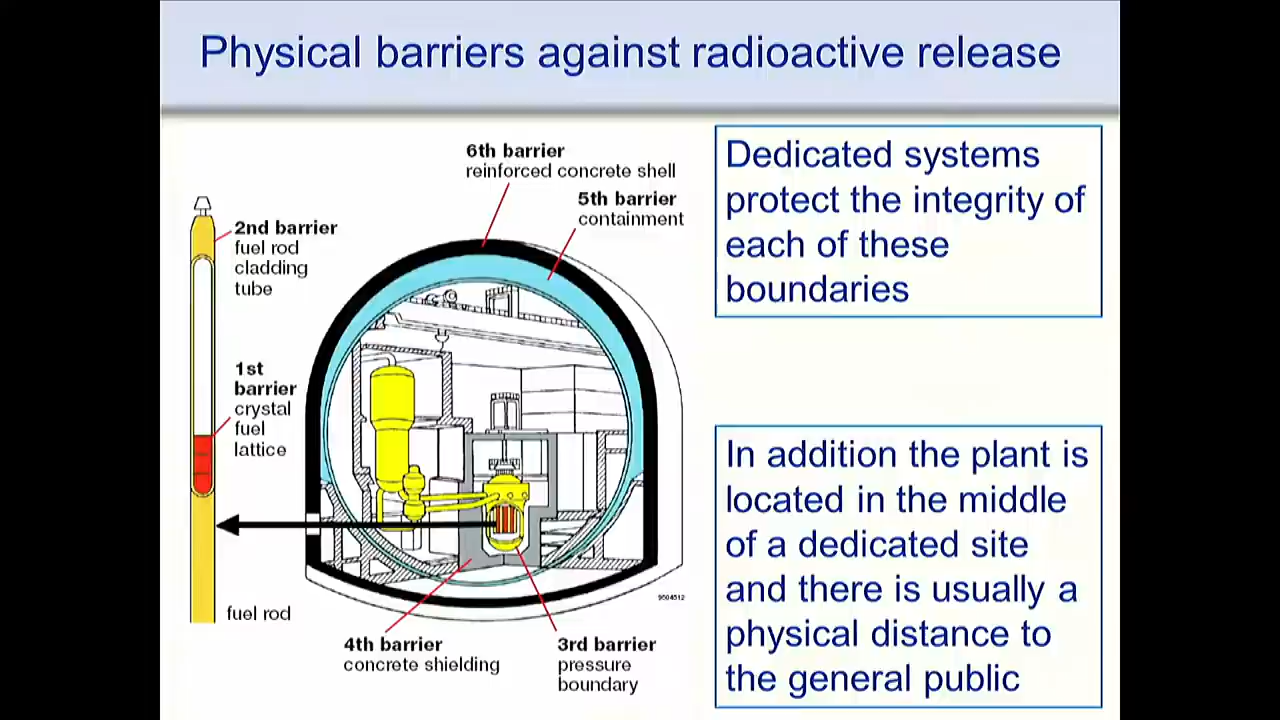 Physical barriers against radioactive release
6th barrier
reinforced concrete shell
5th barrier
containment
2nd barrier
fuel rod
cladding
tube
1st
barrier
crystal
fuel
lattice
fuel rod
4th barrier
concrete shielding
3rd barrier
pressure
boundary
9504512
Dedicated systems
protect the integrity of
each of these
boundaries
In addition the plant is
located in the middle
of a dedicated site
and there is usually a
physical distance to
the general public